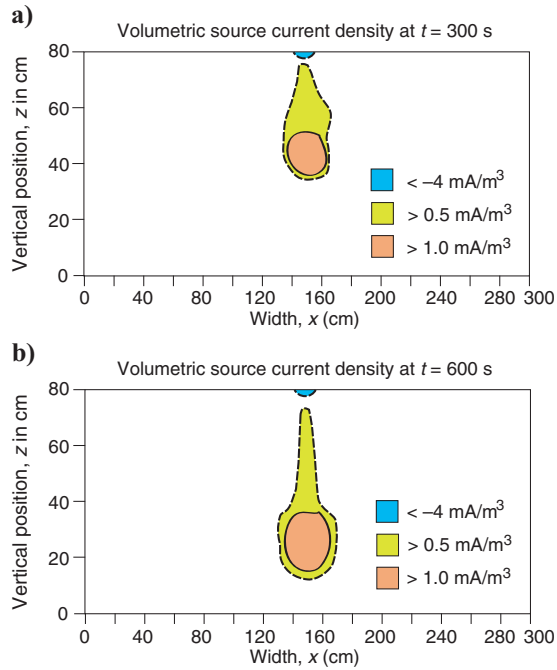 a)
Volumetric source current density at t = 300 s
Vertical position, z in cm
80
60
40
20
0
< –4 mA/m³
> 0.5 mA/m³
> 1.0 mA/m³
0 40 80 120 160 200 240 260 300
Width, x (cm)
b)
Volumetric source current density at t = 600 s
Vertical position, z in cm
80
60
40
20
0
< –4 mA/m³
> 0.5 mA/m³
> 1.0 mA/m³
0 40 80 120 160 200 240 260 300
Width, x (cm)